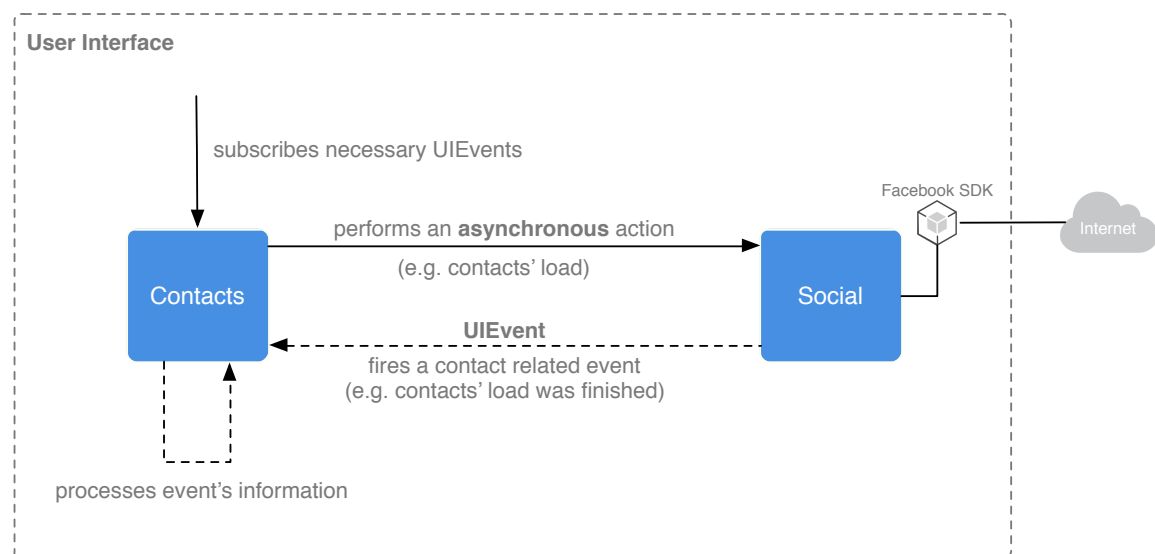 User Interface
subscribes necessary UIEvents
Facebook SDK
Internet
performs an asynchronous action
(e.g. contacts’ load)
Contacts
Social
UIEvent
fires a contact related event
(e.g. contacts’ load was finished)
processes event’s information